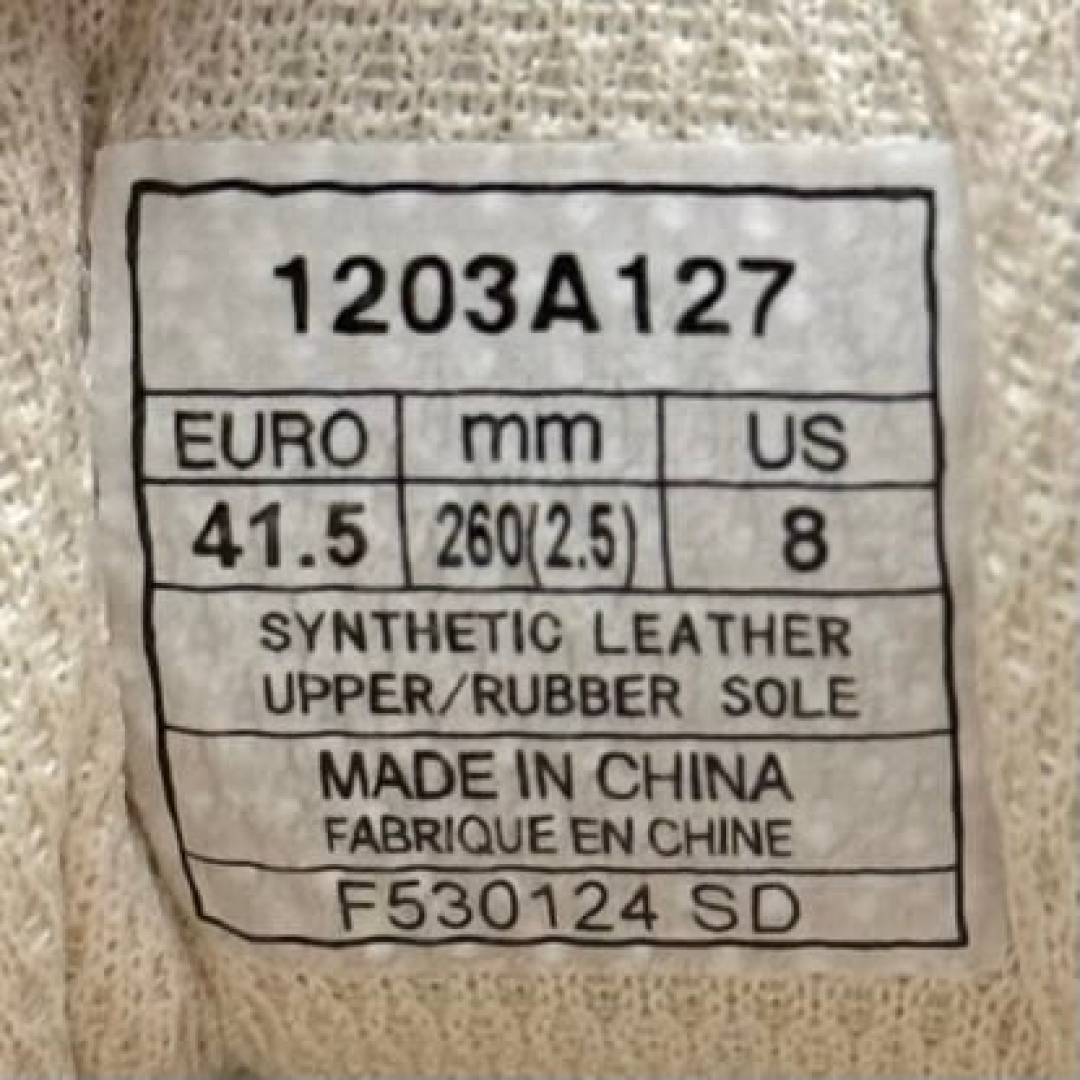 1203A127
EURO mm US
41.5 260(2.5) 8
SYNTHETIC LEATHER
UPPER/RUBBER SOLE
MADE IN CHINA
FABRIQUE EN CHINE
F530124 SD